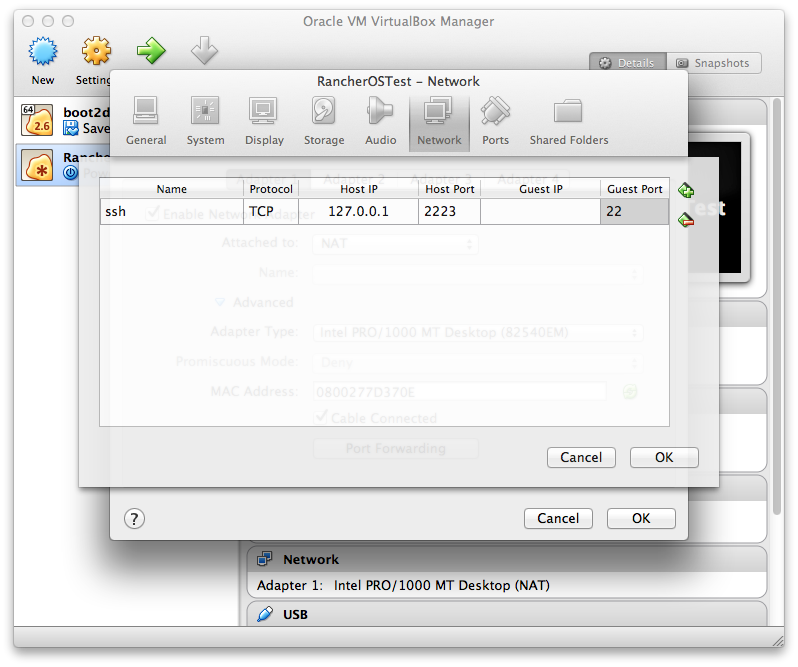 Oracle VM VirtualBox Manager
New
Setting
Details
Snapshots
RancherOSTest – Network
General
System
Display
Storage
Audio
Network
Ports
Shared Folders
64
2.6
boot2d
Save
Ranche
Pow
Adapter 1
Adapter 2
Adapter 3
Adapter 4
Name
Protocol
Host IP
Host Port
Guest IP
Guest Port
ssh
TCP
127.0.0.1
2223
22
Enable Network Adapter
Attached to:
NAT
Name:
Advanced
Adapter Type:
Intel PRO/1000 MT Desktop (82540EM)
Promiscuous Mode:
Deny
MAC Address:
0800277D370E
Cable Connected
Port Forwarding
Cancel
OK
?
Cancel
OK
Network
Adapter 1: Intel PRO/1000 MT Desktop (NAT)
USB